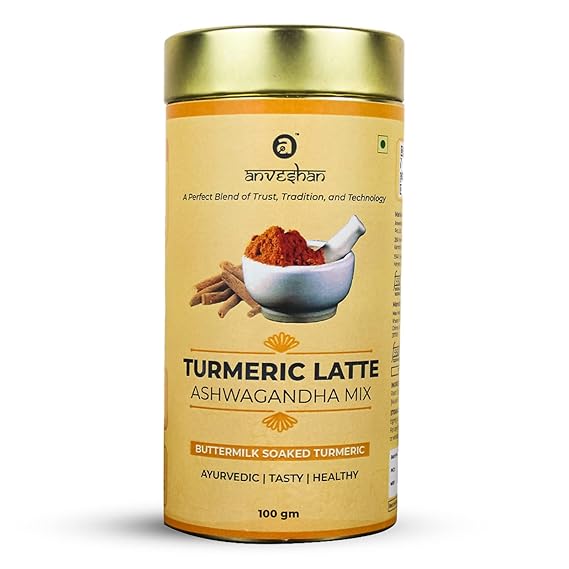 anveshan
™
A Perfect Blend of Trust, Tradition, and Technology
TURMERIC LATTE
ASHWAGANDHA MIX
BUTTERMILK SOAKED TURMERIC
AYURVEDIC | TASTY | HEALTHY
100 gm